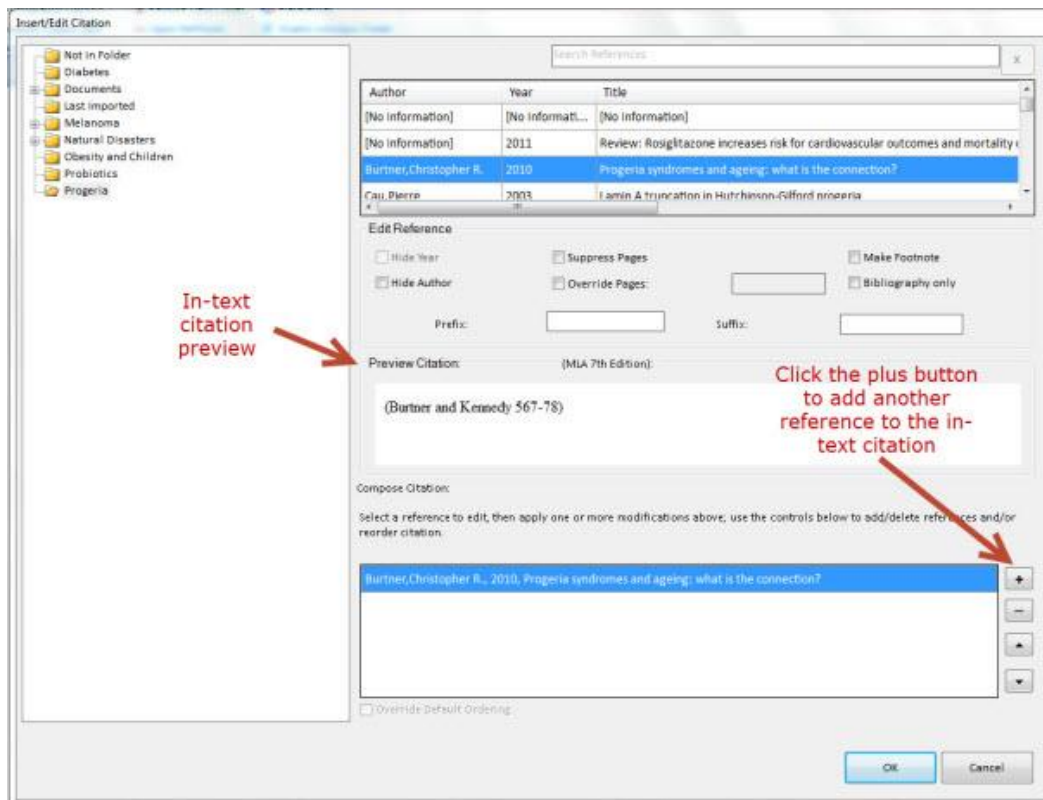 Insert/Edit Citation
Not In Folder
Diabetes
Documents
Last Imported
Melanoma
Natural Disasters
Obesity and Children
Probiotics
Progeria
Search References
x
Author Year Title
[No Information] [No Informati... [No Information]
[No Information] 2011 Review: Rosiglitazone increases risk for cardiovascular outcomes and mortality
Burtner,Christopher R. 2010 Progeria syndromes and ageing: what is the connection?
Cau,Pierre 2003 Lamin A truncation in Hutchinson-Gilford progeria
Edit Reference
Hide Year Suppress Pages Make Footnote
Hide Author Override Pages: Bibliography only
Prefix: Suffix:
In-text
citation
preview
Preview Citation: (MLA 7th Edition):
(Burtner and Kennedy 567-78)
Click the plus button
to add another
reference to the in-
text citation
Compose Citation:
Select a reference to edit, then apply one or more modifications above; use the controls below to add/delete references and/or
reorder citation.
Burtner,Christopher R., 2010, Progeria syndromes and ageing: what is the connection?
+
-
Override Default Ordering
OK Cancel